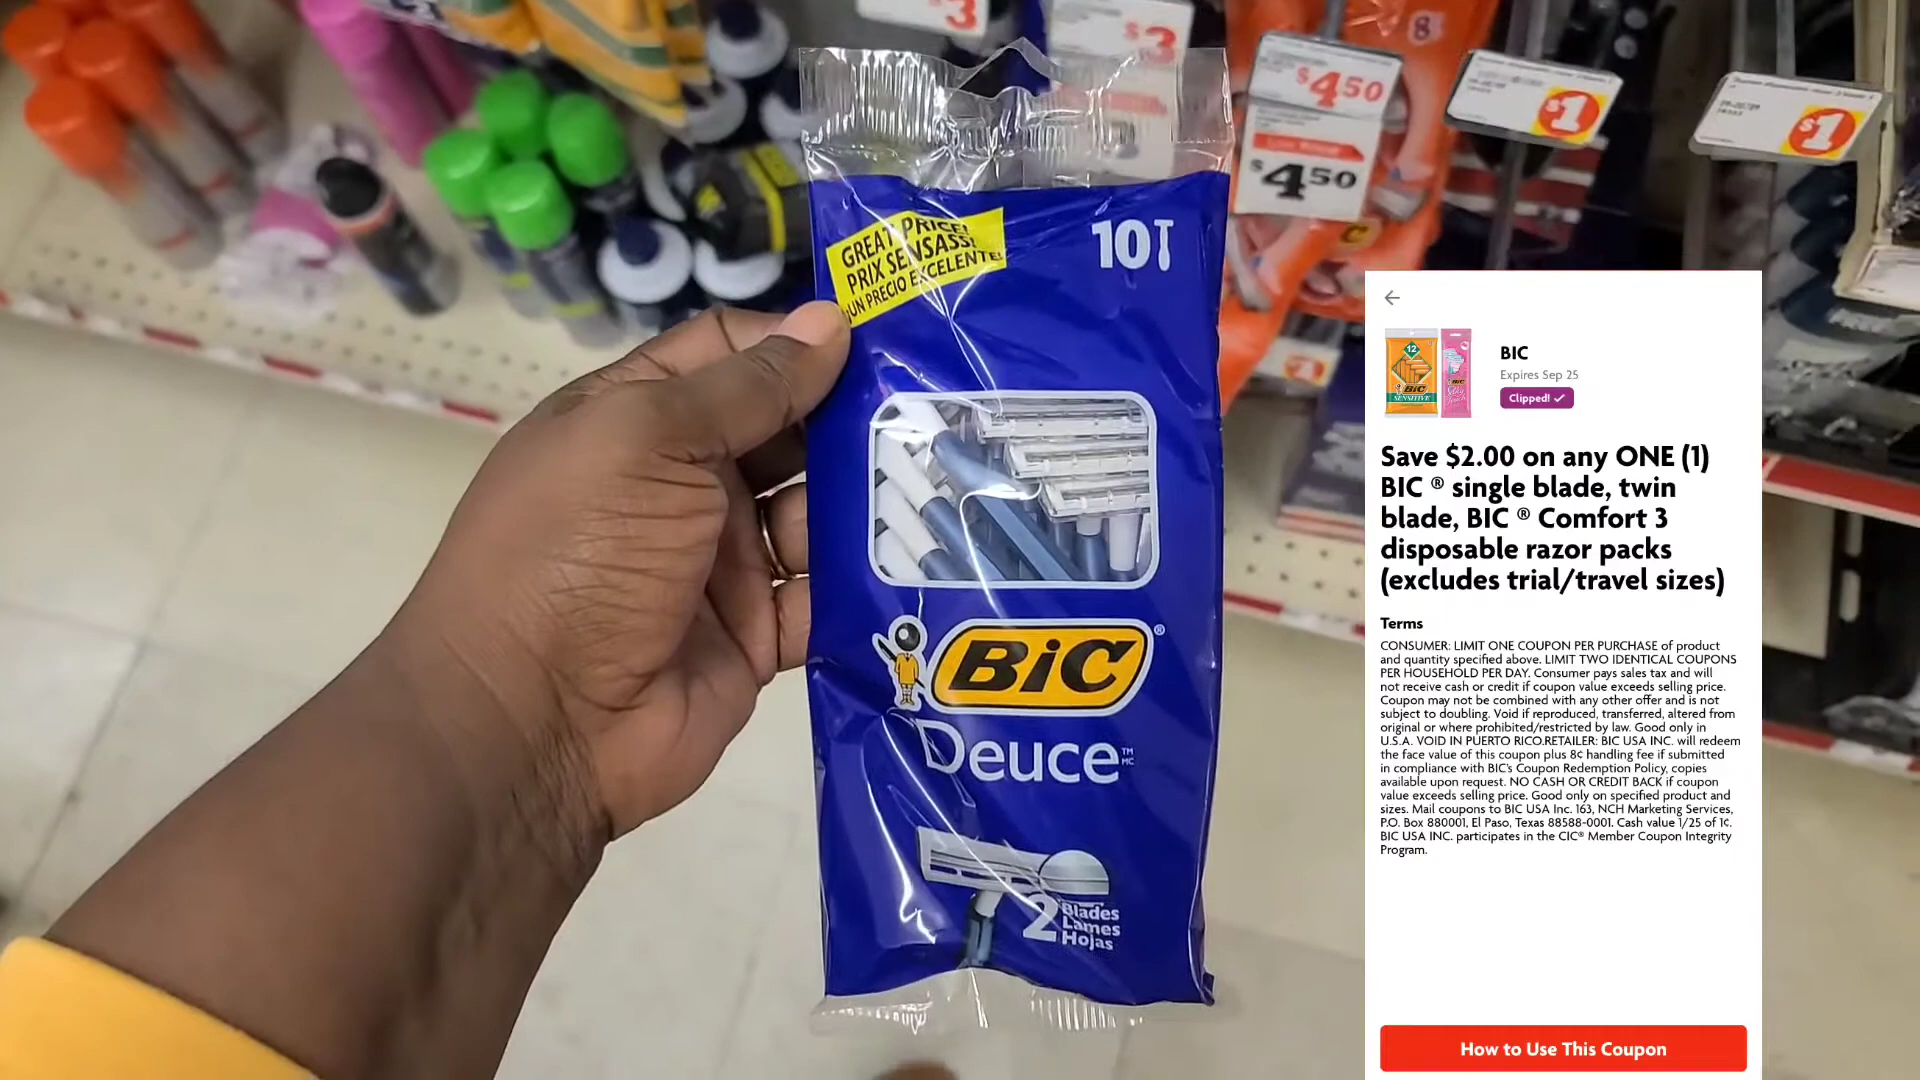 $3
$3
8
$4.50
$4.50
$1
$1
$1
GREAT PRICE!
PRIX SENSASS!
¡UN PRECIO EXCELENTE!
10
BiC®
Deuce™
MC
2 Blades
Lames
Hojas
12
BiC
SENSITIVE
BIC
Expires Sep 25
Clipped! ✓
Save $2.00 on any ONE (1)
BIC ® single blade, twin
blade, BIC ® Comfort 3
disposable razor packs
(excludes trial/travel sizes)
Terms
CONSUMER: LIMIT ONE COUPON PER PURCHASE of product
and quantity specified above. LIMIT TWO IDENTICAL COUPONS
PER HOUSEHOLD PER DAY. Consumer pays sales tax and will
not receive cash or credit if coupon value exceeds selling price.
Coupon may not be combined with any other offer and is not
subject to doubling. Void if reproduced, transferred, altered from
original or where prohibited/restricted by law. Good only in
U.S.A. VOID IN PUERTO RICO.RETAILER: BIC USA INC. will redeem
the face value of this coupon plus 8¢ handling fee if submitted
in compliance with BIC's Coupon Redemption Policy, copies
available upon request. NO CASH OR CREDIT BACK if coupon
value exceeds selling price. Good only on specified product and
sizes. Mail coupons to BIC USA Inc. 163, NCH Marketing Services,
P.O. Box 880001, El Paso, Texas 88588-0001. Cash value 1/25 of 1¢.
BIC USA INC. participates in the CIC® Member Coupon Integrity
Program.
How to Use This Coupon